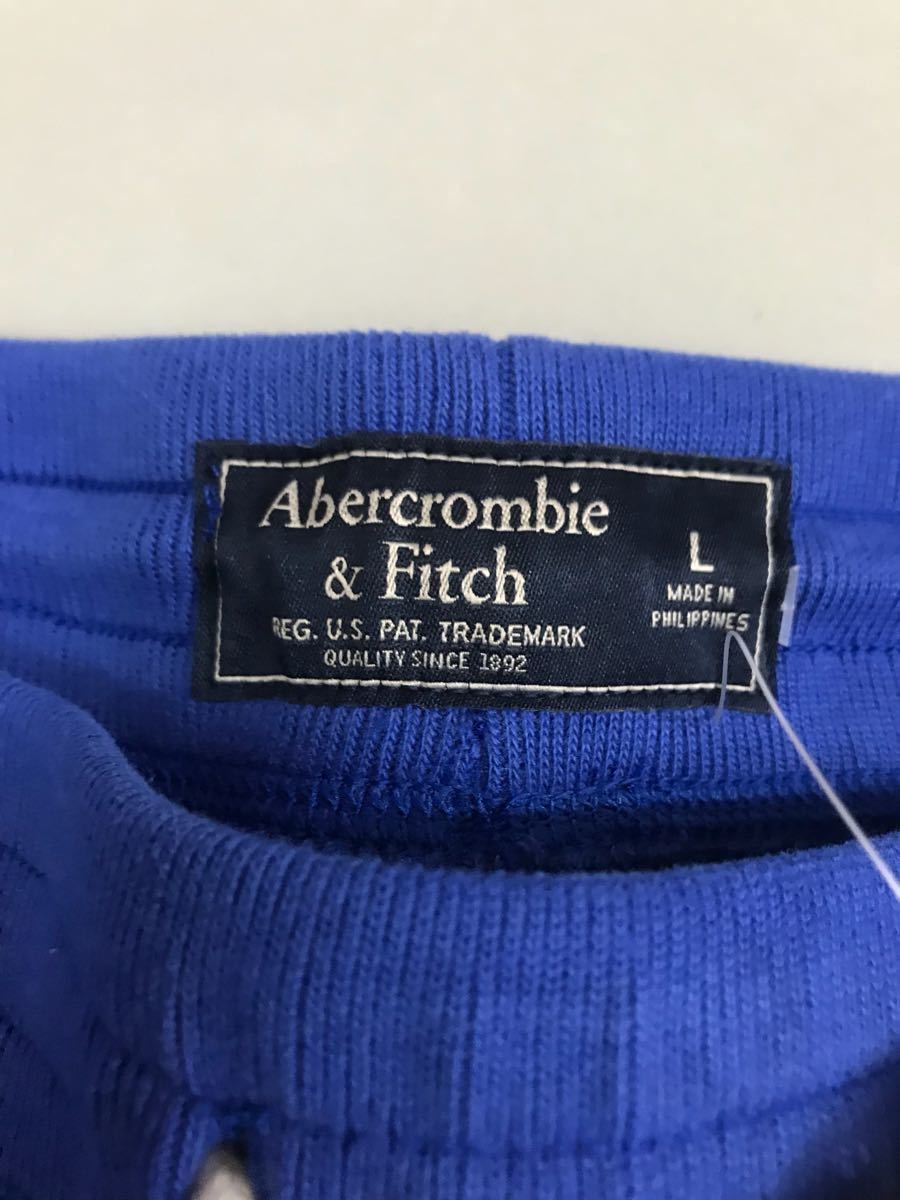 Abercrombie
& Fitch
REG. U.S. PAT. TRADEMARK
QUALITY SINCE 1892
L
MADE IN
PHILIPPINES